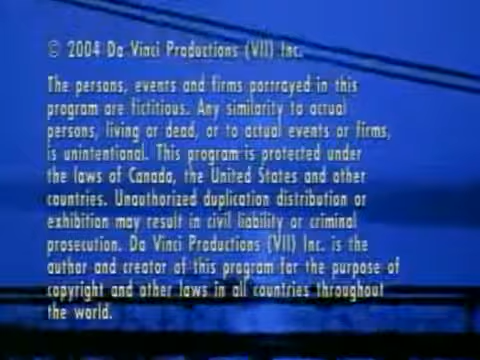 © 2004 Da Vinci Productions (VII) Inc.
The persons, events and firms portrayed in this
program are fictitious. Any similarity to actual
persons, living or dead, or to actual events or firms,
is unintentional. This program is protected under
the laws of Canada, the United States and other
countries. Unauthorized duplication distribution or
exhibition may result in civil liability or criminal
prosecution. Da Vinci Productions (VII) Inc. is the
author and creator of this program for the purpose of
copyright and other laws in all countries throughout
the world.